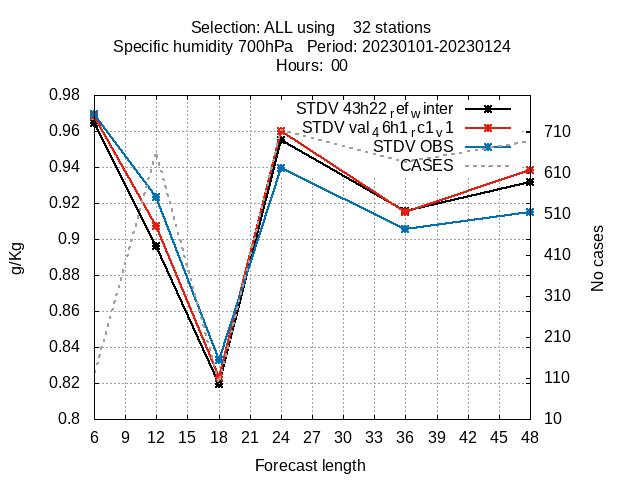 Selection: ALL using    32 stations
Specific humidity 700hPa   Period: 20230101-20230124
Hours:  00
0.98
0.96
0.94
0.92
0.9
0.88
0.86
0.84
0.82
0.8
g/Kg
STDV 43h22ref winter
STDV val46h1rc1v1
STDV OBS
CASES
710
610
510
410
310
210
110
10
No cases
6 9 12 15 18 21 24 27 30 33 36 39 42 45 48
Forecast length